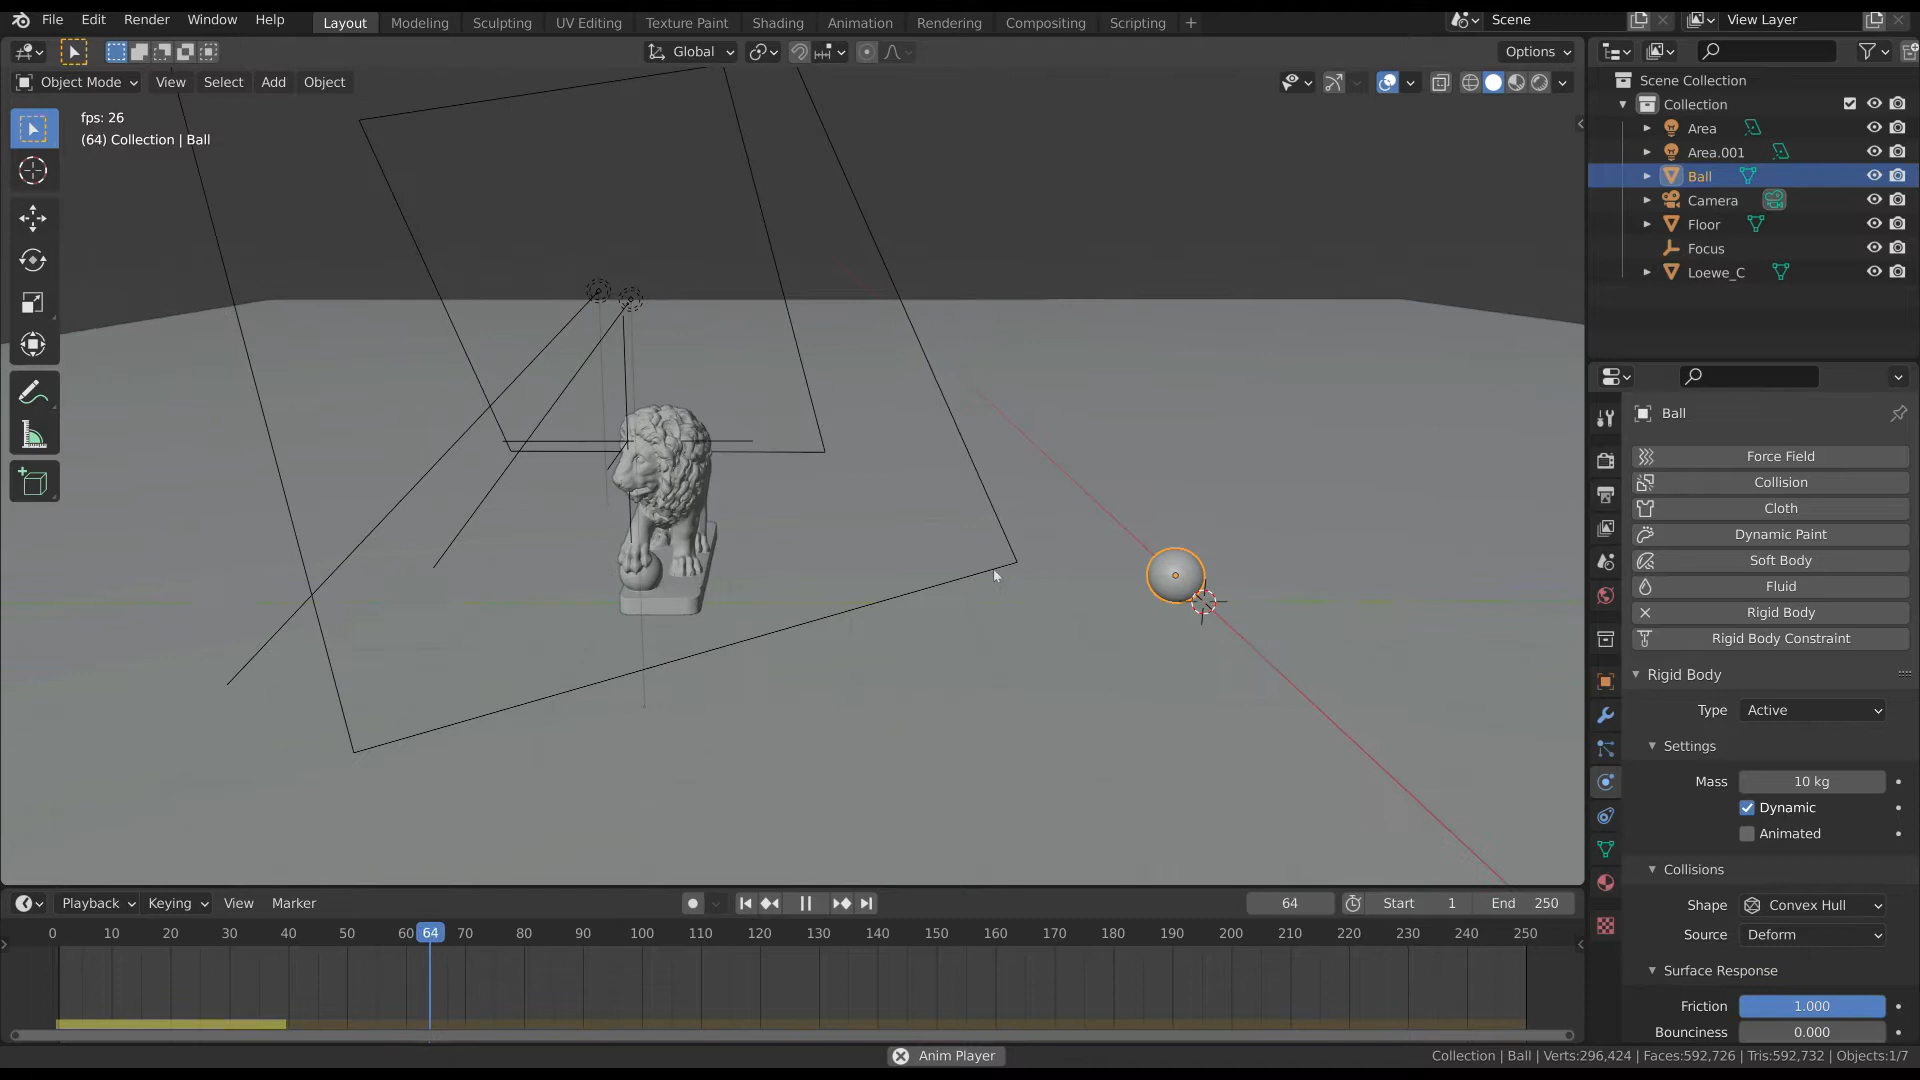 File Edit Render Window Help Layout Modeling Sculpting UV Editing Texture Paint Shading Animation Rendering Compositing Scripting + Scene View Layer
Global Options
Object Mode View Select Add Object
fps: 26
(64) Collection | Ball
Scene Collection
Collection
Area
Area.001
Ball
Camera
Floor
Focus
Loewe_C
Ball
Force Field
Collision
Cloth
Dynamic Paint
Soft Body
Fluid
Rigid Body
Rigid Body Constraint
Rigid Body
Type Active
Settings
Mass 10 kg
Dynamic
Animated
Collisions
Shape Convex Hull
Source Deform
Surface Response
Friction 1.000
Bounciness 0.000
Playback Keying View Marker 64 Start 1 End 250
0 10 20 30 40 50 60 64 70 80 90 100 110 120 130 140 150 160 170 180 190 200 210 220 230 240 250
Anim Player
Collection | Ball | Verts:296,424 | Faces:592,726 | Tris:592,732 | Objects:1/7